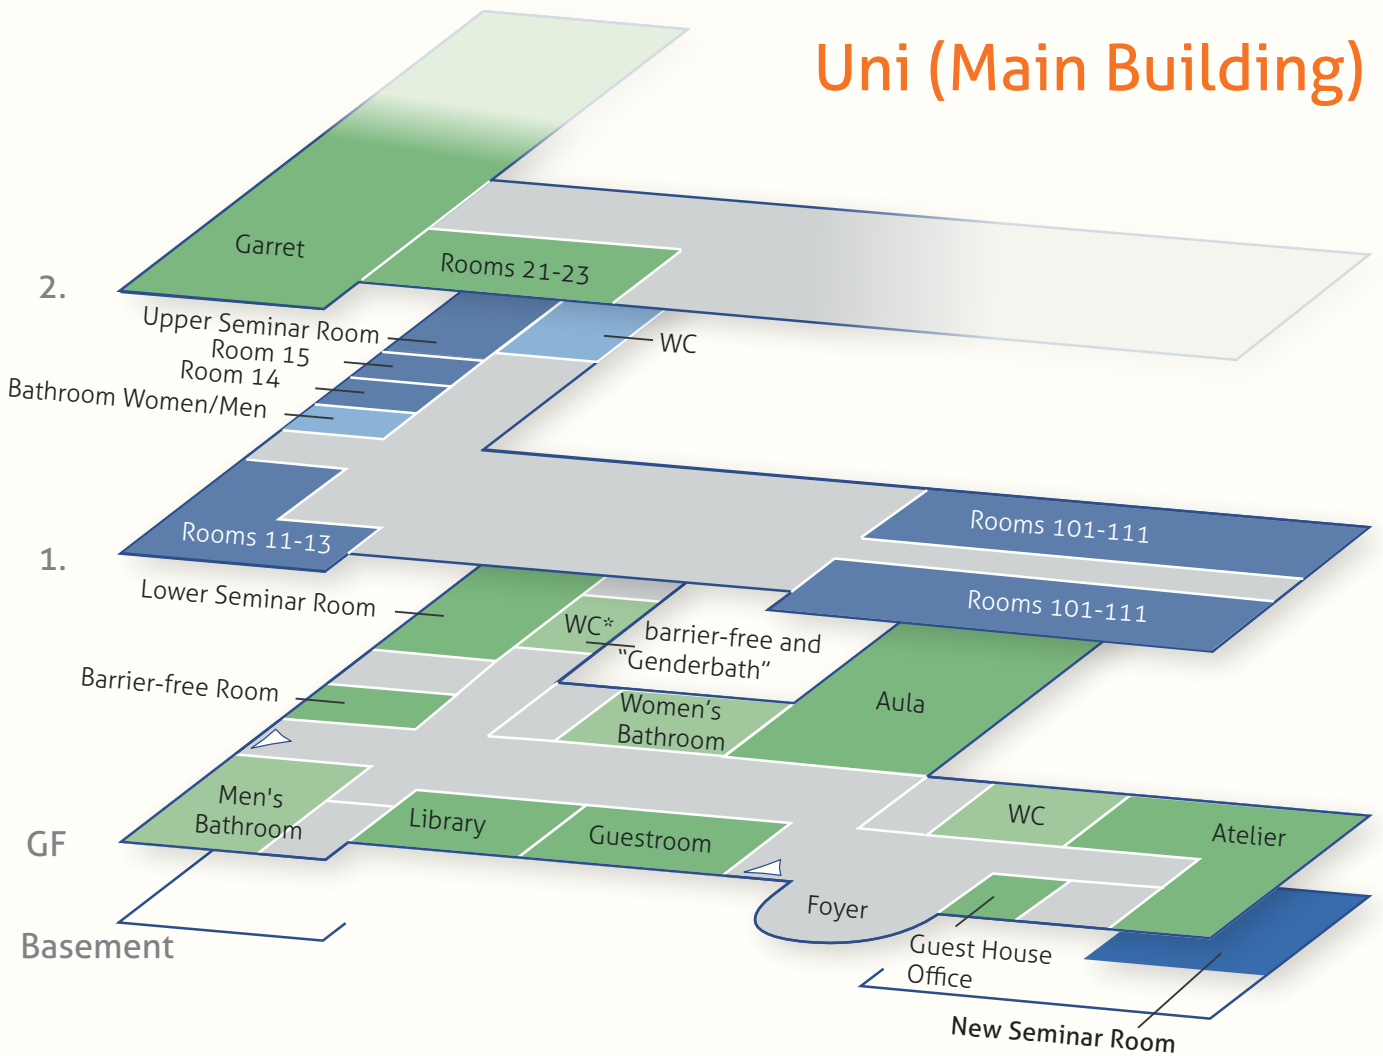 Uni (Main Building)
Garret
Rooms 21-23
2.
Upper Seminar Room
WC
Room 15
Room 14
Bathroom Women/Men
Rooms 101-111
Rooms 11-13
1.
Lower Seminar Room
Rooms 101-111
WC*
barrier-free and
"Genderbath"
Barrier-free Room
Women's
Bathroom
Aula
Men's
Bathroom
Library
Guestroom
WC
Atelier
GF
Foyer
Guest House
Office
Basement
New Seminar Room